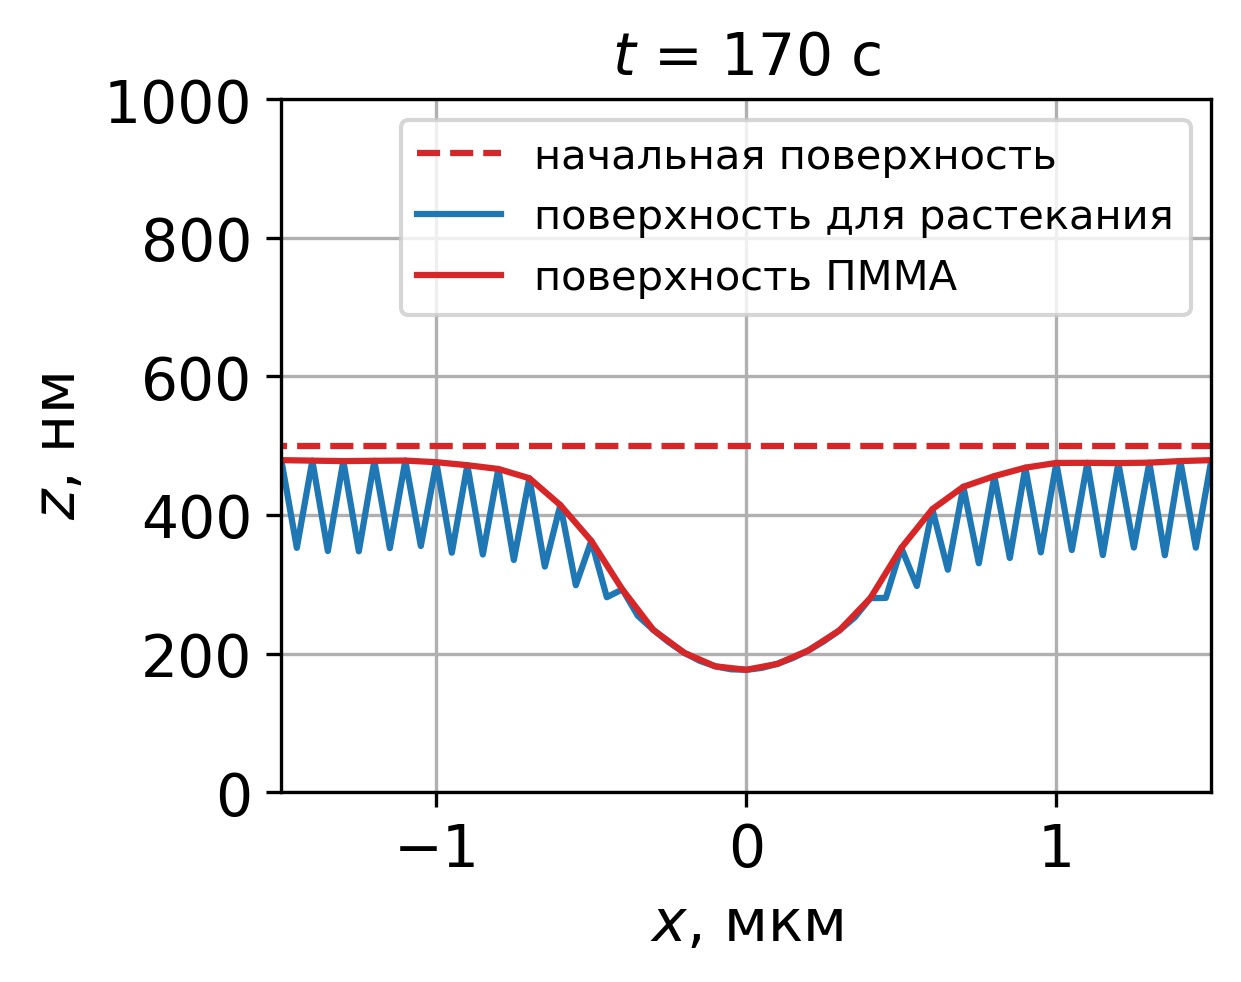 t = 170 с
1000
800
600
400
200
0
z, нм
начальная поверхность
поверхность для растекания
поверхность ПММА
−1
0
1
x, мкм